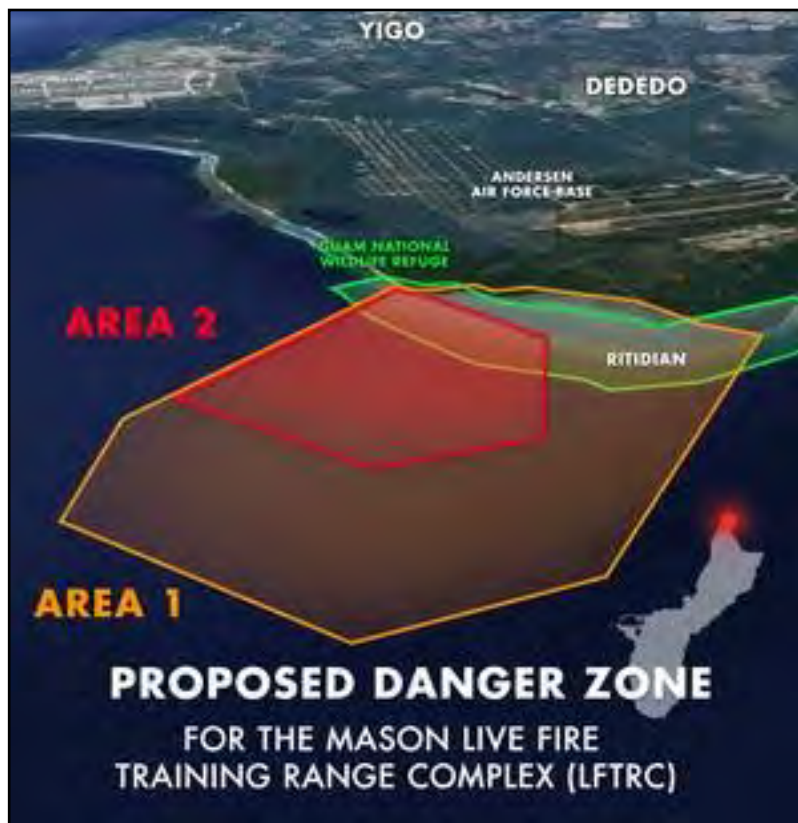 YIGO
DEDEDO
ANDERSEN
AIR FORCE-BASE
GUAM NATIONAL
WILDLIFE REFUGE
AREA 2
RITIDIAN
AREA 1
PROPOSED DANGER ZONE
FOR THE MASON LIVE FIRE
TRAINING RANGE COMPLEX (LFTRC)